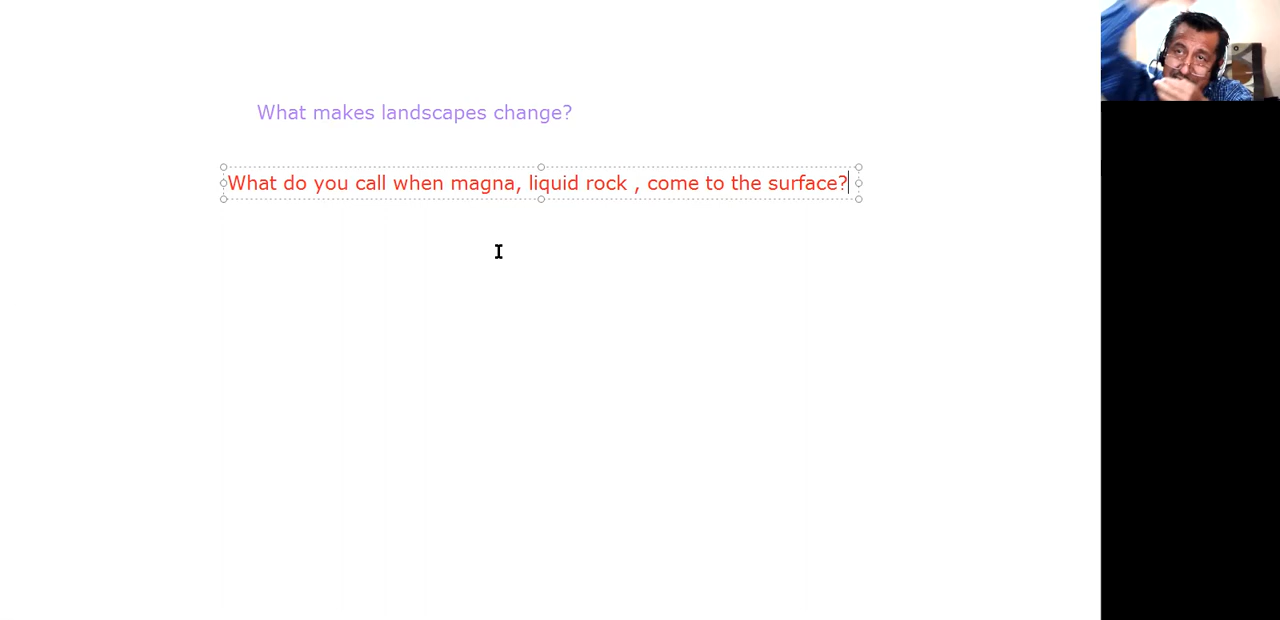 What makes landscapes change?
What do you call when magna, liquid rock , come to the surface?